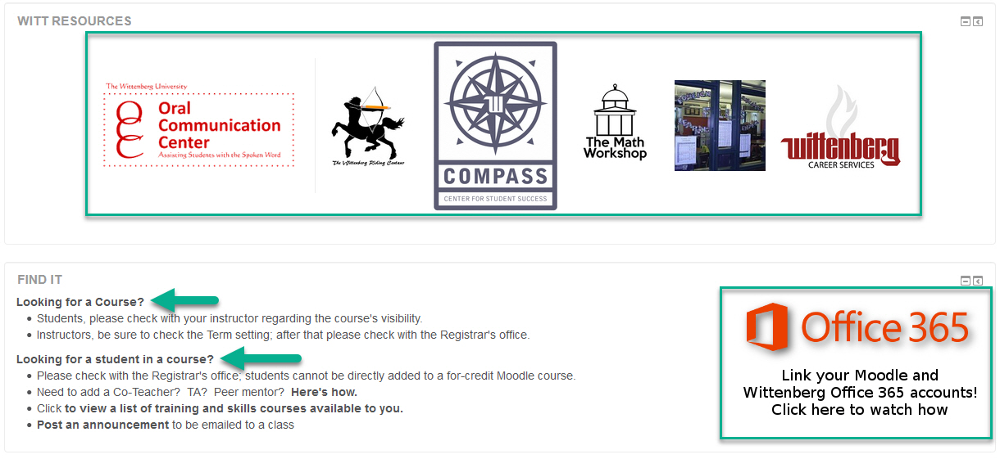 WITT RESOURCES
The Wittenberg University
OCC
Oral
Communication
Center
Assisting Students with the Spoken Word
The Wittenberg Riding Centaurs
COMPASS
CENTER FOR STUDENT SUCCESS
The Math
Workshop
wittenberg
CAREER SERVICES
FIND IT
Looking for a Course?
Students, please check with your instructor regarding the course's visibility.
Instructors, be sure to check the Term setting; after that please check with the Registrar's office.
Looking for a student in a course?
Please check with the Registrar's office; students cannot be directly added to a for-credit Moodle course.
Need to add a Co-Teacher? TA? Peer mentor? Here's how.
Click to view a list of training and skills courses available to you.
Post an announcement to be emailed to a class
Office 365
Link your Moodle and
Wittenberg Office 365 accounts!
Click here to watch how